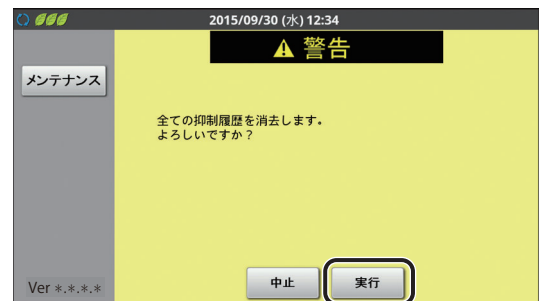 2015/09/30 (水) 12:34
⚠ 警告
メンテナンス
全ての抑制履歴を消去します。
よろしいですか？
中止
実行
Ver *.*.*.*